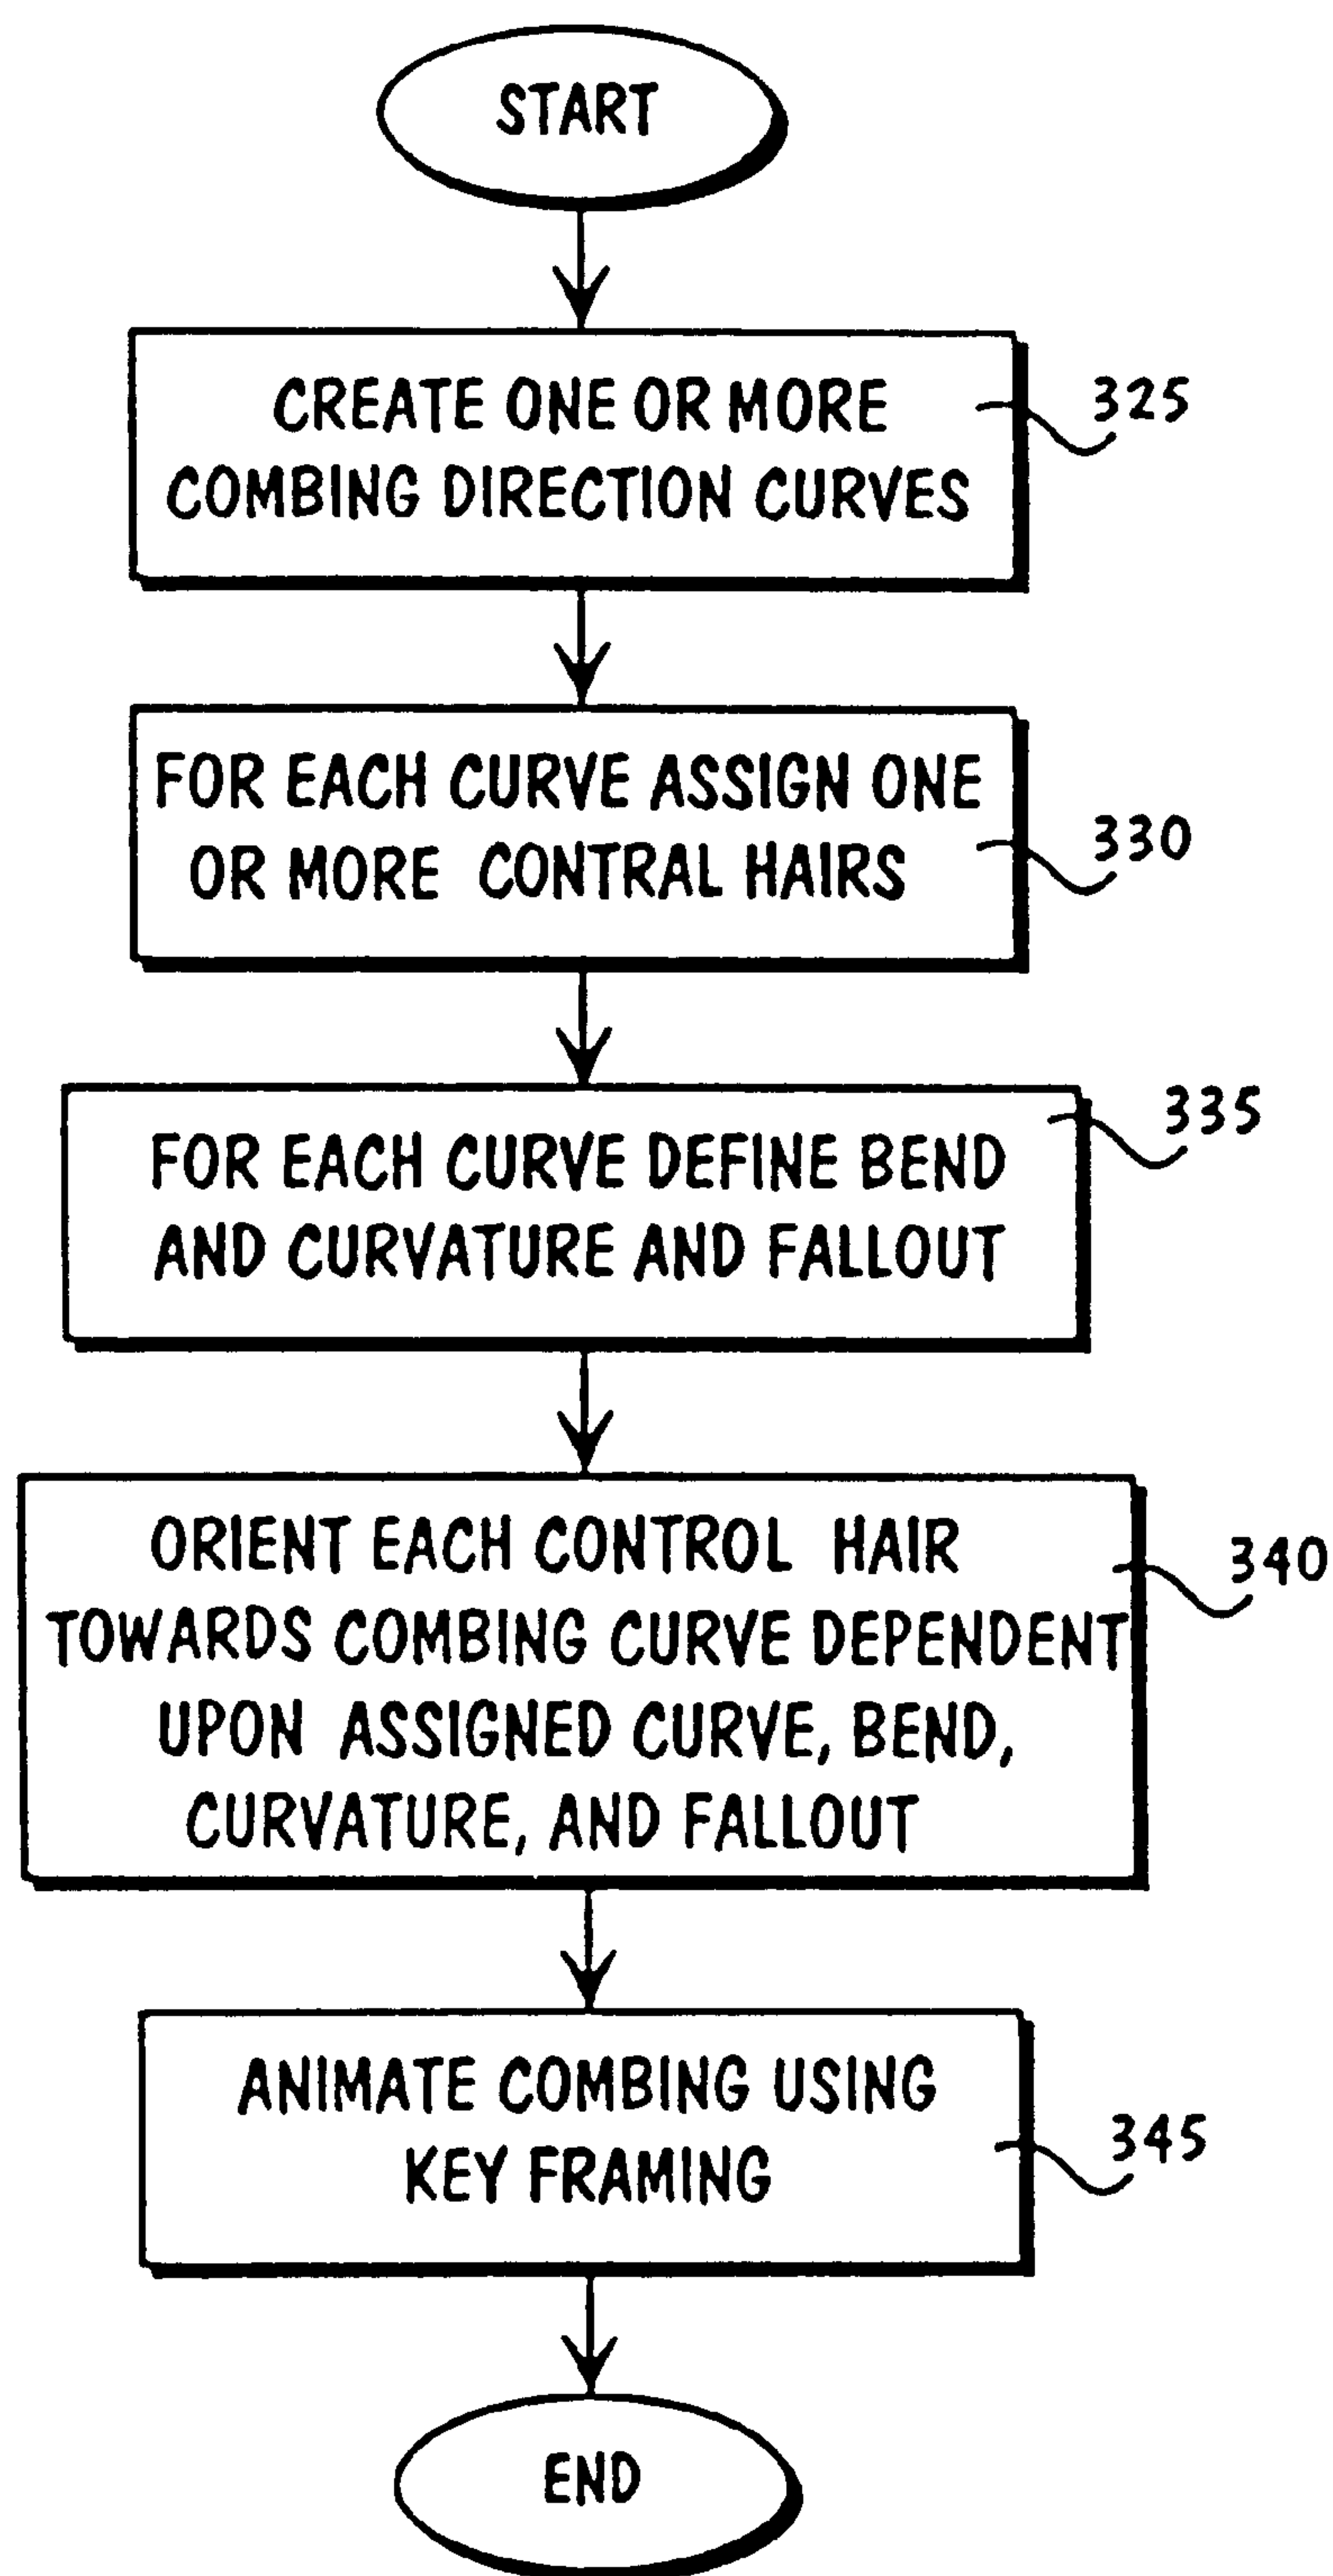 START
CREATE ONE OR MORE
COMBING DIRECTION CURVES
325
FOR EACH CURVE ASSIGN ONE
OR MORE CONTRAL HAIRS
330
FOR EACH CURVE DEFINE BEND
AND CURVATURE AND FALLOUT
335
ORIENT EACH CONTROL HAIR
TOWARDS COMBING CURVE DEPENDENT
UPON ASSIGNED CURVE, BEND,
CURVATURE, AND FALLOUT
340
ANIMATE COMBING USING
KEY FRAMING
345
END